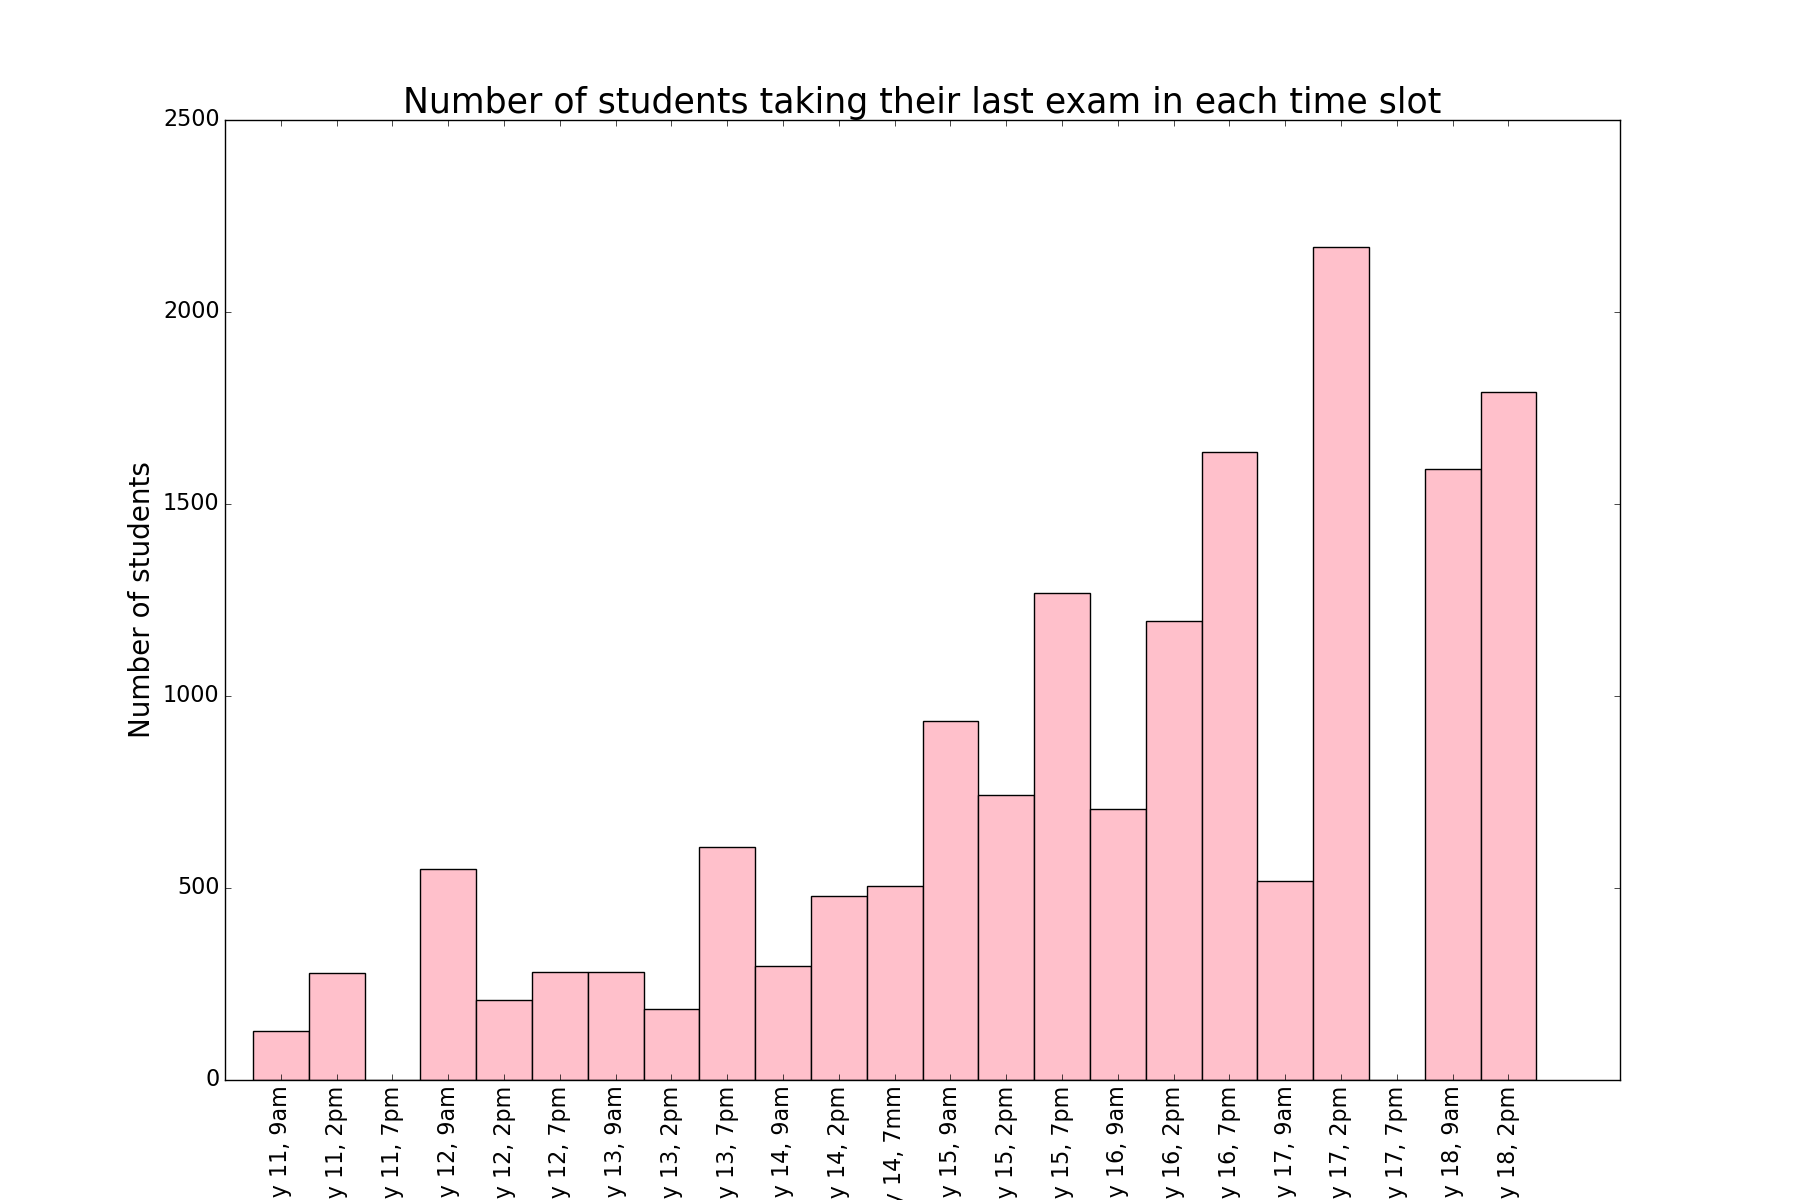 Number of students taking their last exam in each time slot
2500
2000
1500
1000
500
0
Number of students
y 11, 9am
y 11, 2pm
y 11, 7pm
y 12, 9am
y 12, 2pm
y 12, 7pm
y 13, 9am
y 13, 2pm
y 13, 7pm
y 14, 9am
y 14, 2pm
y 14, 7mm
y 15, 9am
y 15, 2pm
y 15, 7pm
y 16, 9am
y 16, 2pm
y 16, 7pm
y 17, 9am
y 17, 2pm
y 17, 7pm
y 18, 9am
y 18, 2pm